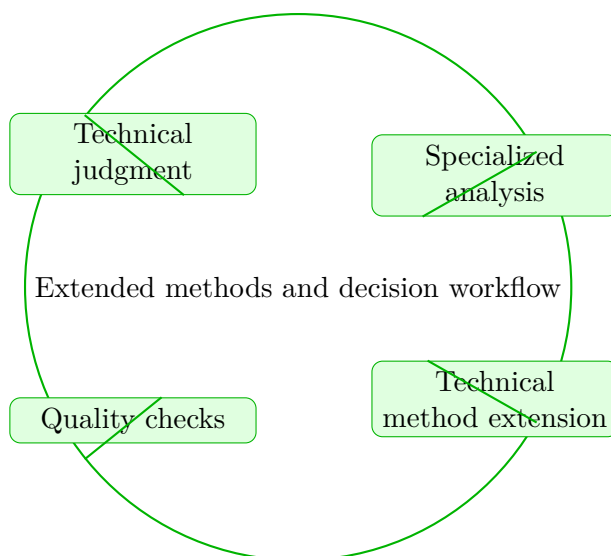 Technical
judgment
Specialized
analysis
Extended methods and decision workflow
Quality checks
Technical
method extension